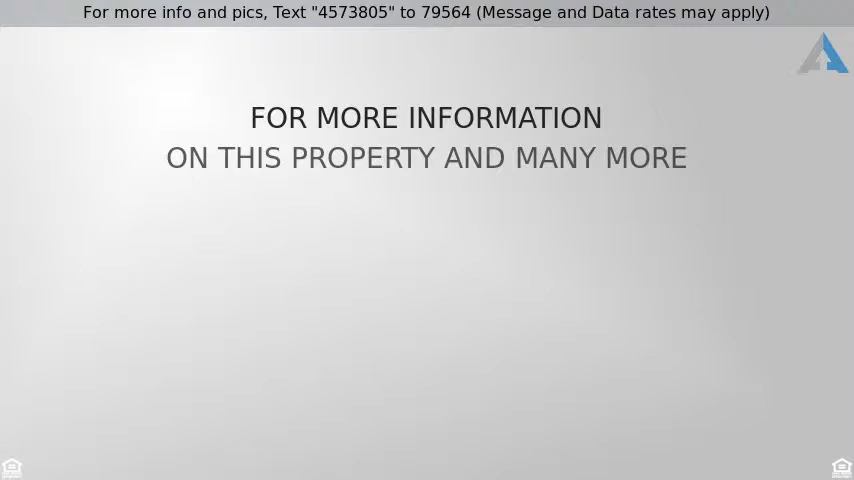 For more info and pics, Text "4573805" to 79564 (Message and Data rates may apply)
FOR MORE INFORMATION
ON THIS PROPERTY AND MANY MORE